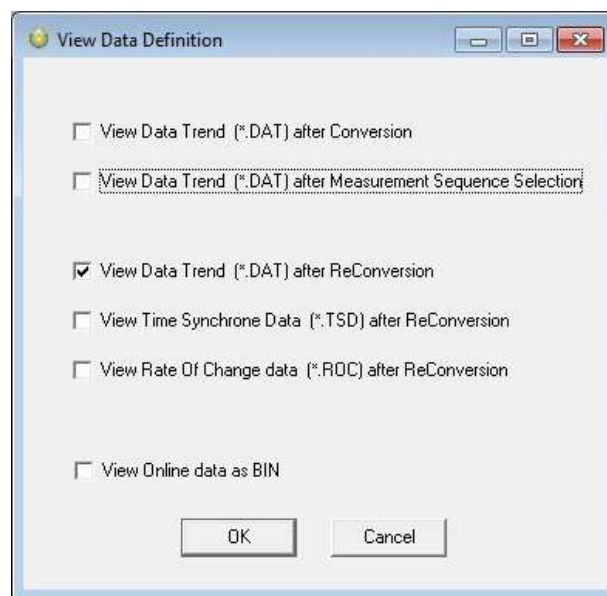 View Data Definition
View Data Trend (*.DAT) after Conversion
View Data Trend (*.DAT) after Measurement Sequence Selection
View Data Trend (*.DAT) after ReConversion
View Time Synchrone Data (*.TSD) after ReConversion
View Rate Of Change data (*.ROC) after ReConversion
View Online data as BIN
OK Cancel